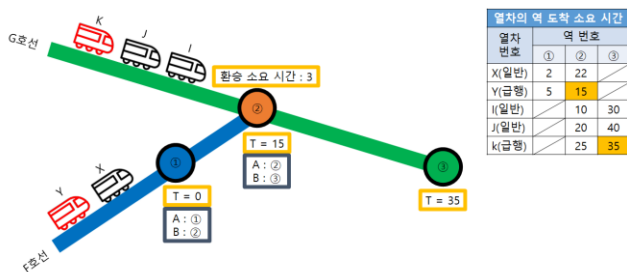 K
J
I
G호선
환승 소요 시간 : 3
②
T = 15
A : ②
B : ③
①
T = 0
A : ①
B : ②
X
Y
F호선
③
T = 35
열차의 역 도착 소요 시간
열차 번호 역 번호
① ② ③
X(일반) 2 22
Y(급행) 5 15
I(일반) 10 30
J(일반) 20 40
k(급행) 25 35